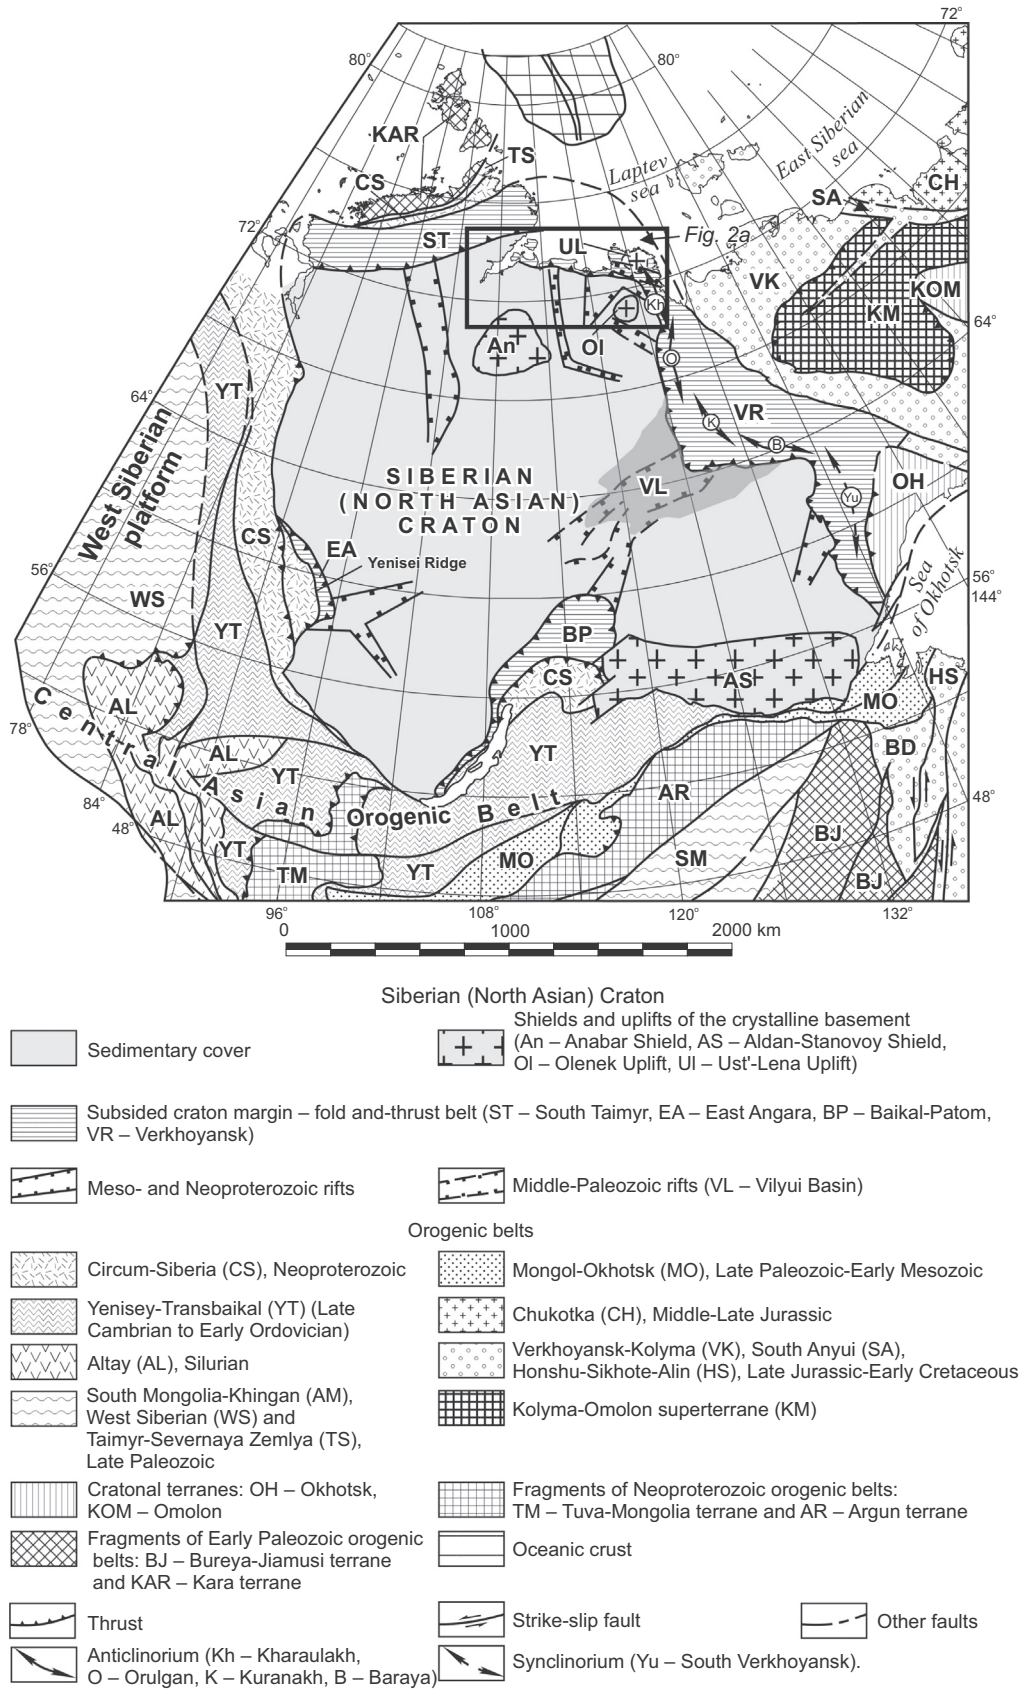 72°
80°
80°
KAR
TS
CS
Laptev
sea
East Siberian
sea
CH
SA
72°
ST
UL
Fig. 2a
VK
KOM
KM
Kh
64°
An
Ol
O
YT
64°
VR
K
B
West Siberian
platform
SIBERIAN
(NORTH ASIAN)
CRATON
VL
OH
Yu
CS
EA
Yenisei Ridge
Sea
of Okhotsk
56°
56°
144°
WS
YT
BP
CS
AS
HS
MO
AL
78°
Central Asian
Orogenic Belt
AL
YT
YT
BD
84°
AL
48°
AR
48°
YT
TM
YT
MO
SM
BJ
BJ
96°
108°
120°
132°
0
1000
2000 km
Siberian (North Asian) Craton
Sedimentary cover
Shields and uplifts of the crystalline basement
(An – Anabar Shield, AS – Aldan-Stanovoy Shield,
Ol – Olenek Uplift, Ul – Ust'-Lena Uplift)
Subsided craton margin – fold and-thrust belt (ST – South Taimyr, EA – East Angara, BP – Baikal-Patom,
VR – Verkhoyansk)
Meso- and Neoproterozoic rifts
Middle-Paleozoic rifts (VL – Vilyui Basin)
Orogenic belts
Circum-Siberia (CS), Neoproterozoic
Mongol-Okhotsk (MO), Late Paleozoic-Early Mesozoic
Yenisey-Transbaikal (YT) (Late
Cambrian to Early Ordovician)
Chukotka (CH), Middle-Late Jurassic
Altay (AL), Silurian
Verkhoyansk-Kolyma (VK), South Anyui (SA),
Honshu-Sikhote-Alin (HS), Late Jurassic-Early Cretaceous
South Mongolia-Khingan (AM),
West Siberian (WS) and
Taimyr-Severnaya Zemlya (TS),
Late Paleozoic
Kolyma-Omolon superterrane (KM)
Cratonal terranes: OH – Okhotsk,
KOM – Omolon
Fragments of Neoproterozoic orogenic belts:
TM – Tuva-Mongolia terrane and AR – Argun terrane
Fragments of Early Paleozoic orogenic
belts: BJ – Bureya-Jiamusi terrane
and KAR – Kara terrane
Oceanic crust
Thrust
Strike-slip fault
Other faults
Anticlinorium (Kh – Kharaulakh,
O – Orulgan, K – Kuranakh, B – Baraya)
Synclinorium (Yu – South Verkhoyansk).